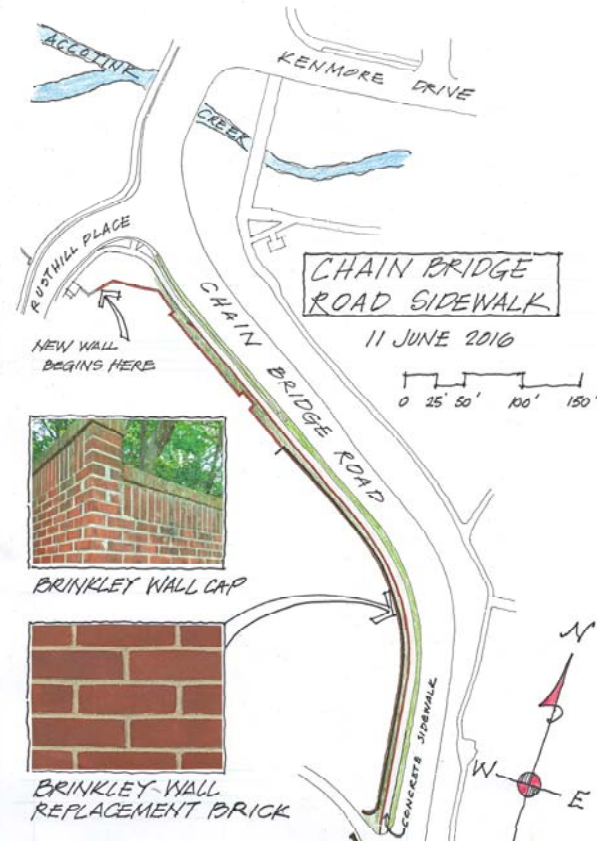 ACCOTINK
CREEK
KENMORE DRIVE
RUSTHILL PLACE
CHAIN BRIDGE
ROAD SIDEWALK
11 JUNE 2016
0 25' 50' 100' 150'
NEW WALL
BEGINS HERE
CHAIN BRIDGE ROAD
BRINKLEY WALL CAP
BRINKLEY WALL
REPLACEMENT BRICK
CONCRETE SIDEWALK
N
W
E